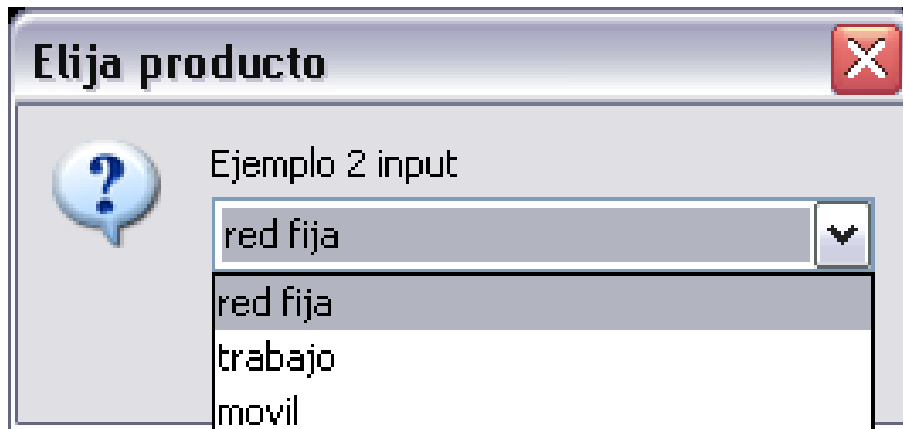 Elija producto
?
Ejemplo 2 input
red fija
red fija
trabajo
movil